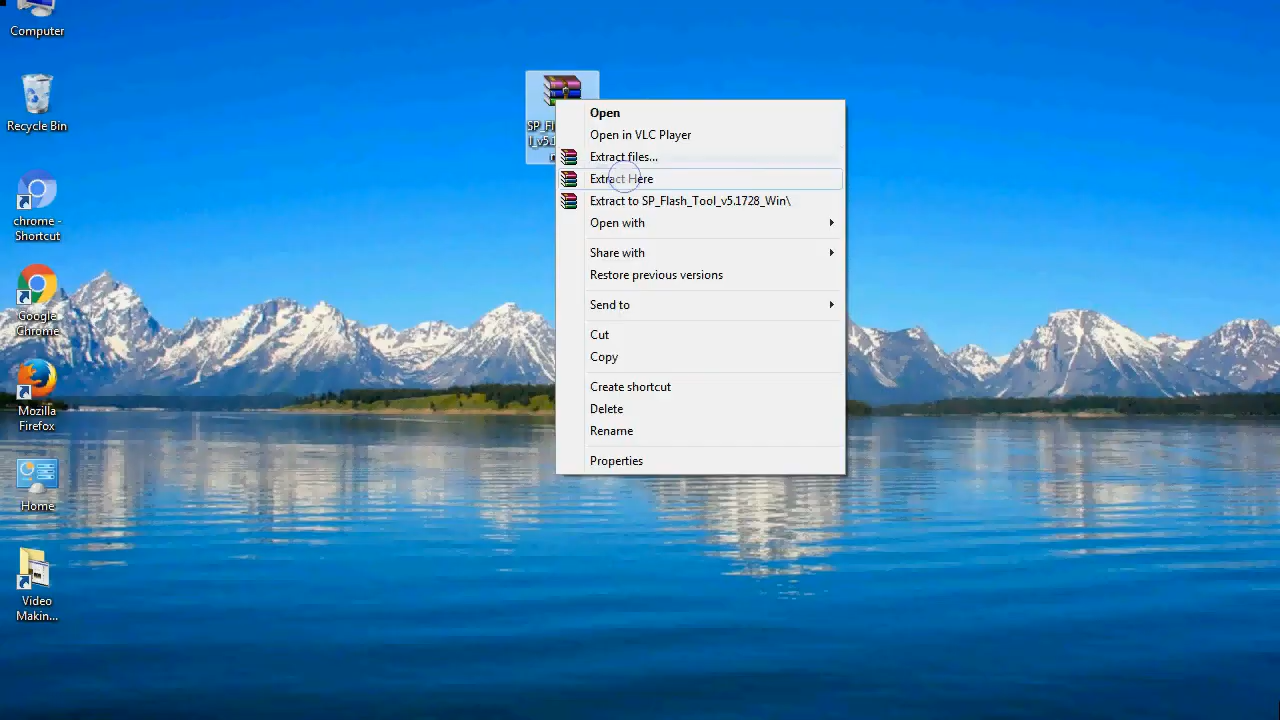 Computer
Recycle Bin
chrome -
Shortcut
Google
Chrome
Mozilla
Firefox
Home
Video
Makin...
SP_Fl
l_v5.1
Open
Open in VLC Player
Extract files...
Extract Here
Extract to SP_Flash_Tool_v5.1728_Win\
Open with
Share with
Restore previous versions
Send to
Cut
Copy
Create shortcut
Delete
Rename
Properties